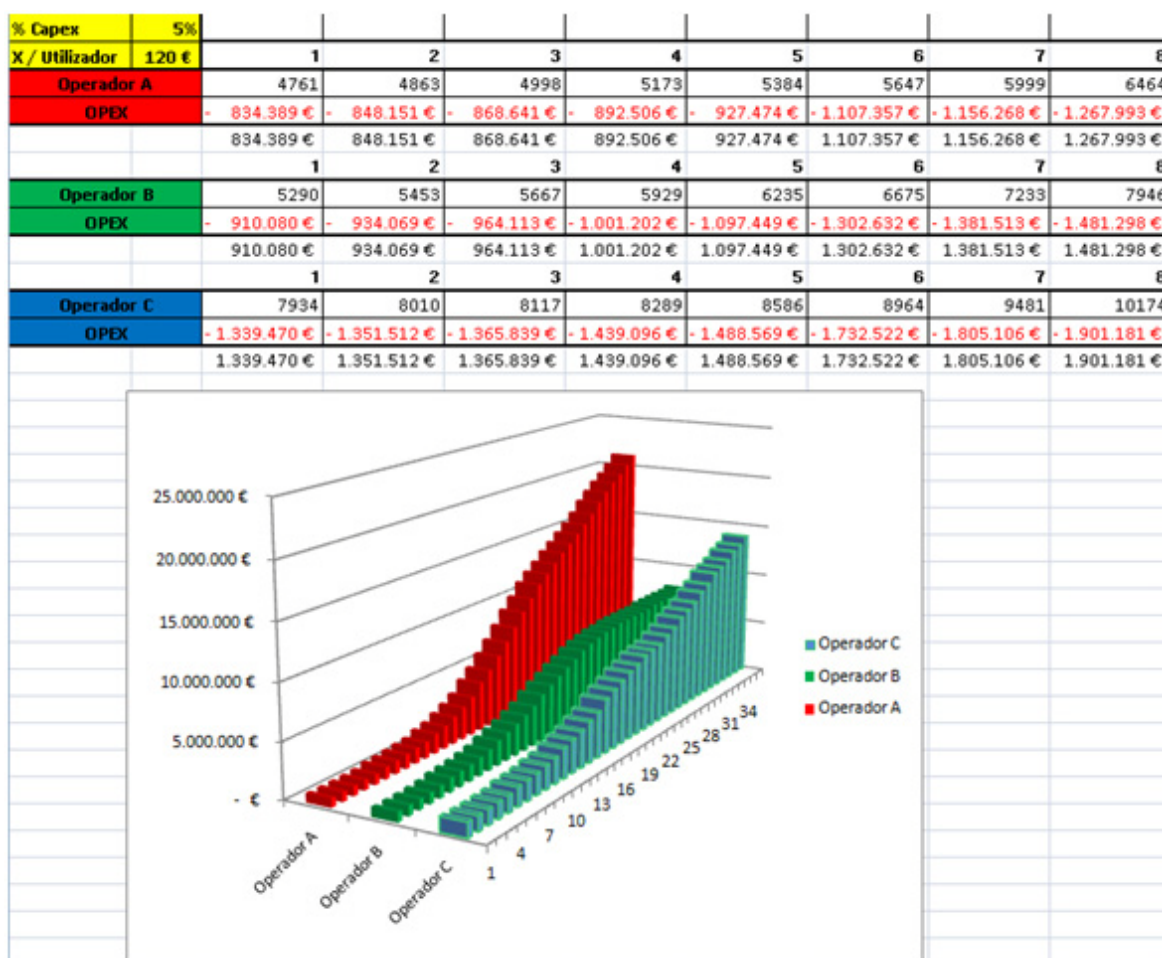 % Capex 5%
X / Utilizador 120 € 1 2 3 4 5 6 7 8
Operador A 4761 4863 4998 5173 5384 5647 5999 6464
OPEX - 834.389 € - 848.151 € - 868.641 € - 892.506 € - 927.474 € - 1.107.357 € - 1.156.268 € - 1.267.993 €
834.389 € 848.151 € 868.641 € 892.506 € 927.474 € 1.107.357 € 1.156.268 € 1.267.993 €
1 2 3 4 5 6 7 8
Operador B 5290 5453 5667 5929 6235 6675 7233 7946
OPEX - 910.080 € - 934.069 € - 964.113 € - 1.001.202 € - 1.097.449 € - 1.302.632 € - 1.381.513 € - 1.481.298 €
910.080 € 934.069 € 964.113 € 1.001.202 € 1.097.449 € 1.302.632 € 1.381.513 € 1.481.298 €
1 2 3 4 5 6 7 8
Operador C 7934 8010 8117 8289 8586 8964 9481 10174
OPEX - 1.339.470 € - 1.351.512 € - 1.365.839 € - 1.439.096 € - 1.488.569 € - 1.732.522 € - 1.805.106 € - 1.901.181 €
1.339.470 € 1.351.512 € 1.365.839 € 1.439.096 € 1.488.569 € 1.732.522 € 1.805.106 € 1.901.181 €
25.000.000 €
20.000.000 €
15.000.000 €
10.000.000 €
5.000.000 €
- €
Operador A
Operador B
Operador C
1
4
7
10
13
16
19
22
25
28
31
34
Operador C
Operador B
Operador A